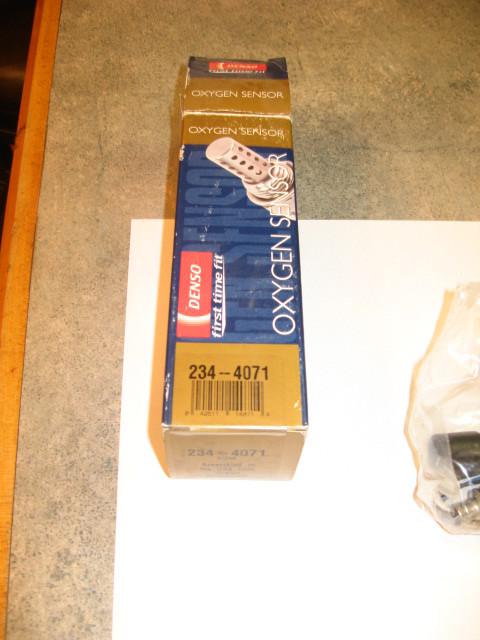 DENSO
first time fit
OXYGEN SENSOR
OXYGEN SENSOR
OXYGEN SENSOR
DENSO
first time fit
234-4071
234-4071